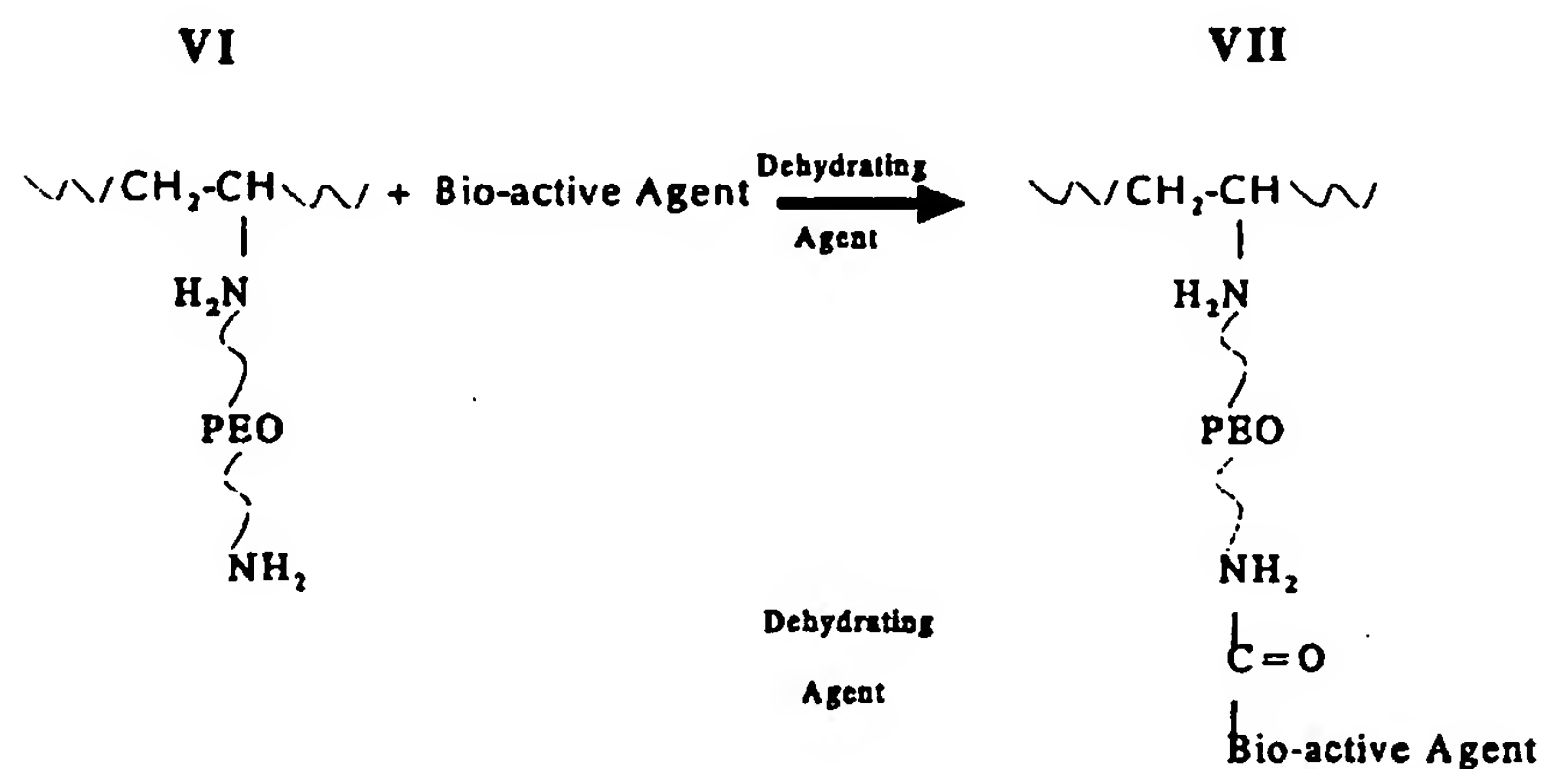 VI VII
CH₂-CH + Bio-active Agent Dehydrating Agent CH₂-CH
H₂N H₂N
PEO PEO
NH₂ NH₂
Dehydrating
C=O
Agent
Bio-active Agent